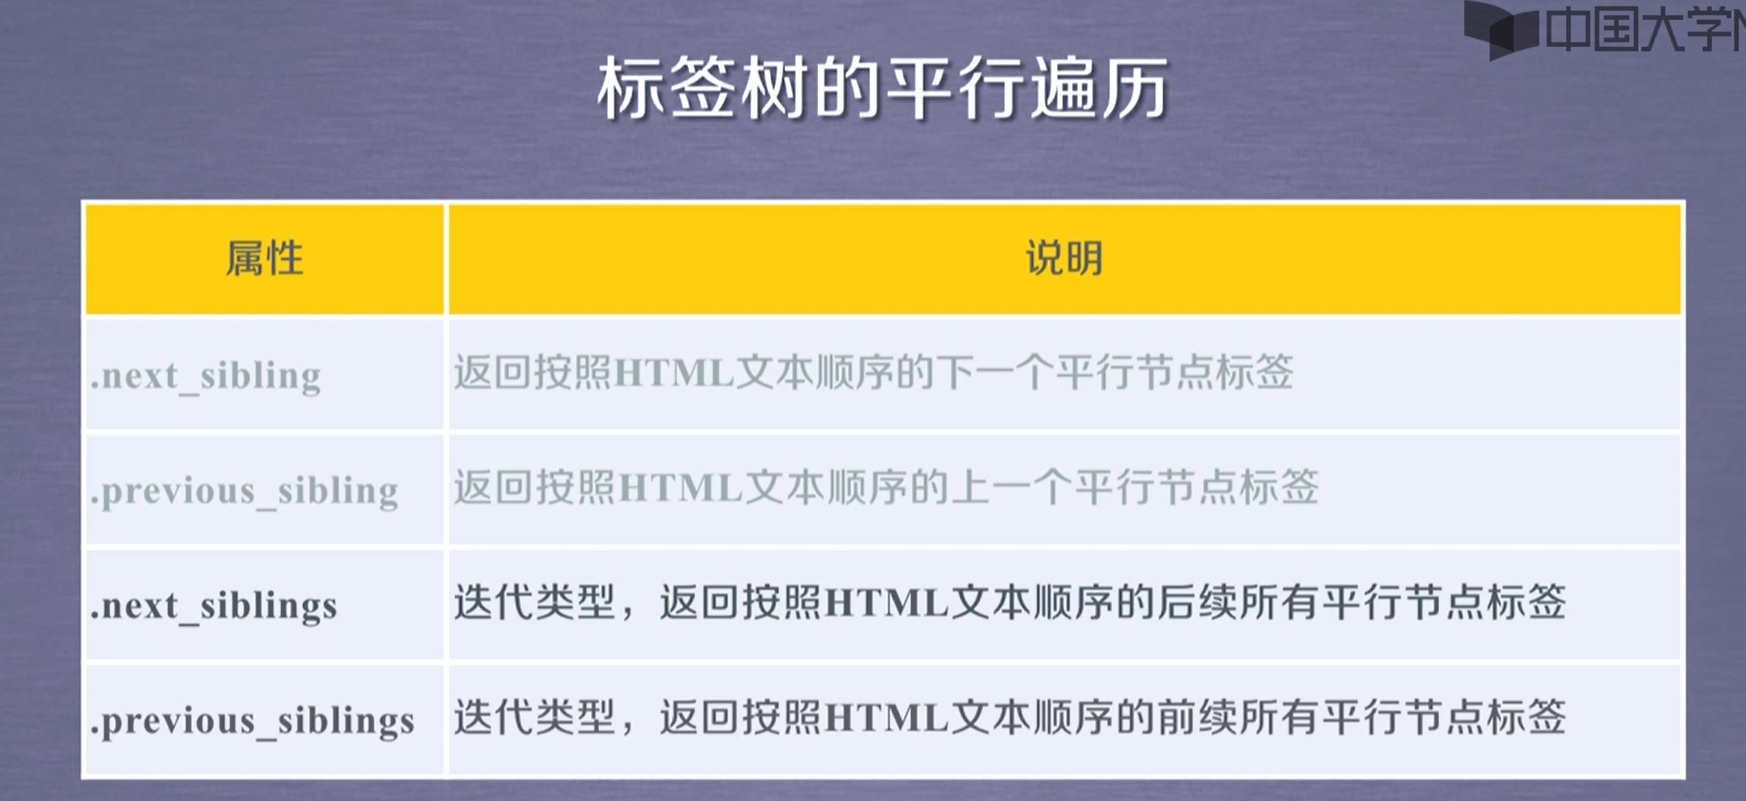 中国大学
标签树的平行遍历
属性 说明
.next_sibling 返回按照HTML文本顺序的下一个平行节点标签
.previous_sibling 返回按照HTML文本顺序的上一个平行节点标签
.next_siblings 迭代类型，返回按照HTML文本顺序的后续所有平行节点标签
.previous_siblings 迭代类型，返回按照HTML文本顺序的前续所有平行节点标签